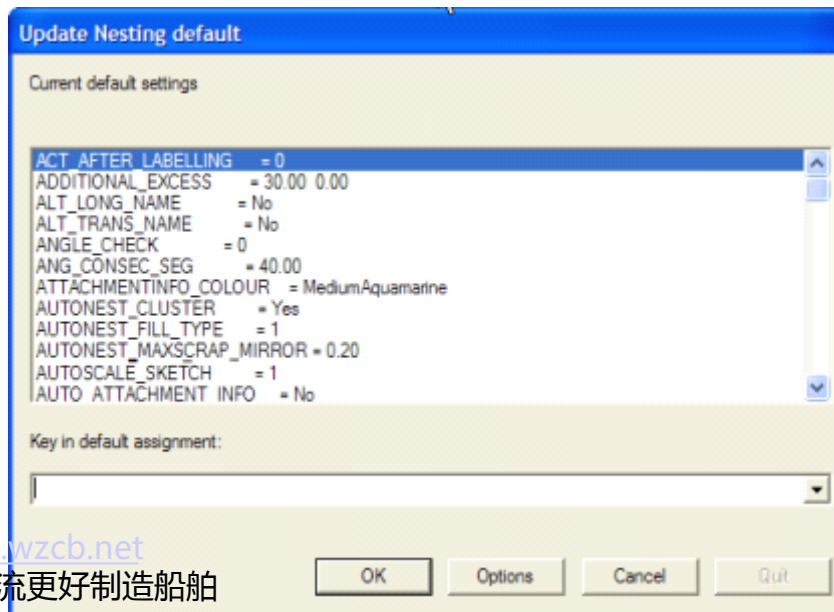 Update Nesting default
Current default settings
ACT_AFTER_LABELLING = 0
ADDITIONAL_EXCESS = 30.00 0.00
ALT_LONG_NAME = No
ALT_TRANS_NAME = No
ANGLE_CHECK = 0
ANG_CONSEC_SEG = 40.00
ATTACHMENTINFO_COLOUR = MediumAquamarine
AUTONEST_CLUSTER = Yes
AUTONEST_FILL_TYPE = 1
AUTONEST_MAXSCRAP_MIRROR = 0.20
AUTOSCALE_SKETCH = 1
AUTO_ATTACHMENT_INFO = No
Key in default assignment:
.wzcb.net
流更好制造船舶
OK Options Cancel Quit